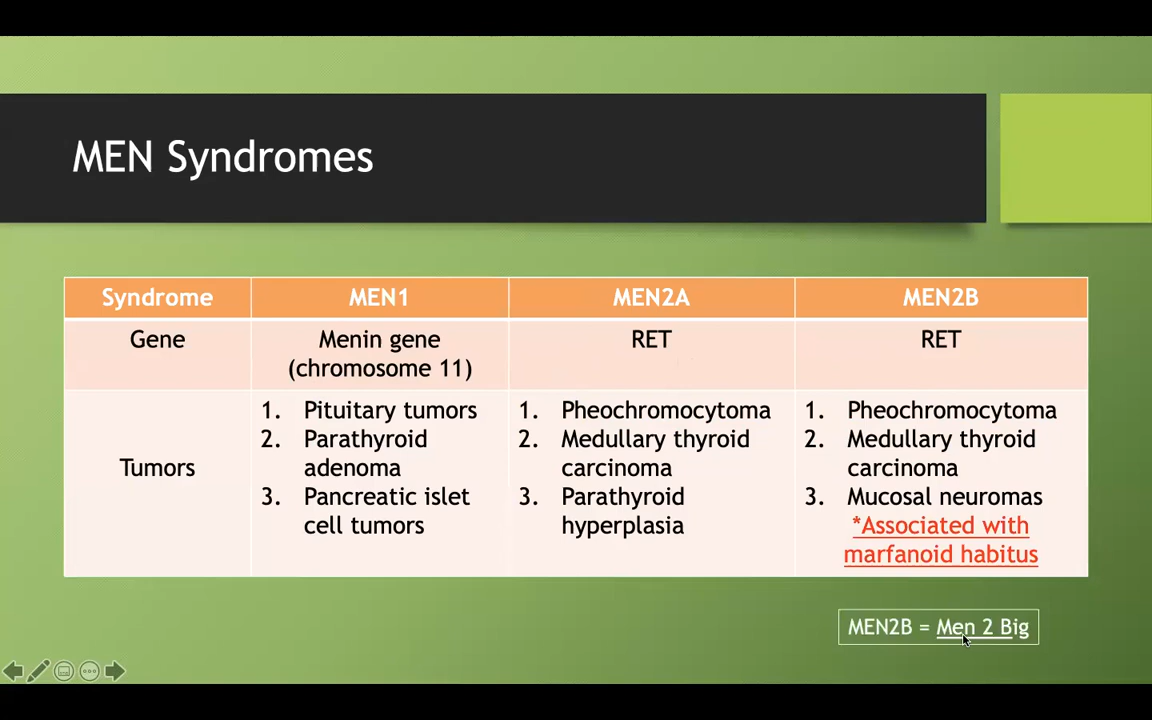 MEN Syndromes
Syndrome MEN1 MEN2A MEN2B
Gene Menin gene RET RET
(chromosome 11)
Tumors
1. Pituitary tumors
2. Parathyroid
adenoma
3. Pancreatic islet
cell tumors
1. Pheochromocytoma
2. Medullary thyroid
carcinoma
3. Parathyroid
hyperplasia
1. Pheochromocytoma
2. Medullary thyroid
carcinoma
3. Mucosal neuromas
*Associated with
marfanoid habitus
MEN2B = Men 2 Big